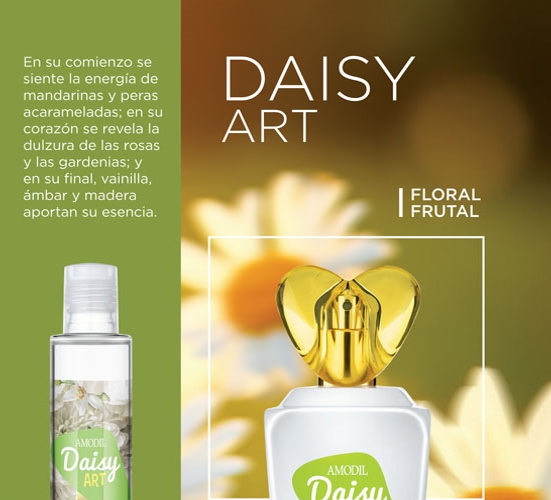 En su comienzo se
siente la energía de
mandarinas y peras
acarameladas; en su
corazón se revela la
dulzura de las rosas
y las gardenias; y
en su final, vainilla,
ámbar y madera
aportan su esencia.
DAISY
ART
FLORAL
FRUTAL
AMODIL
Daisy
ART
AMODIL
Daisy